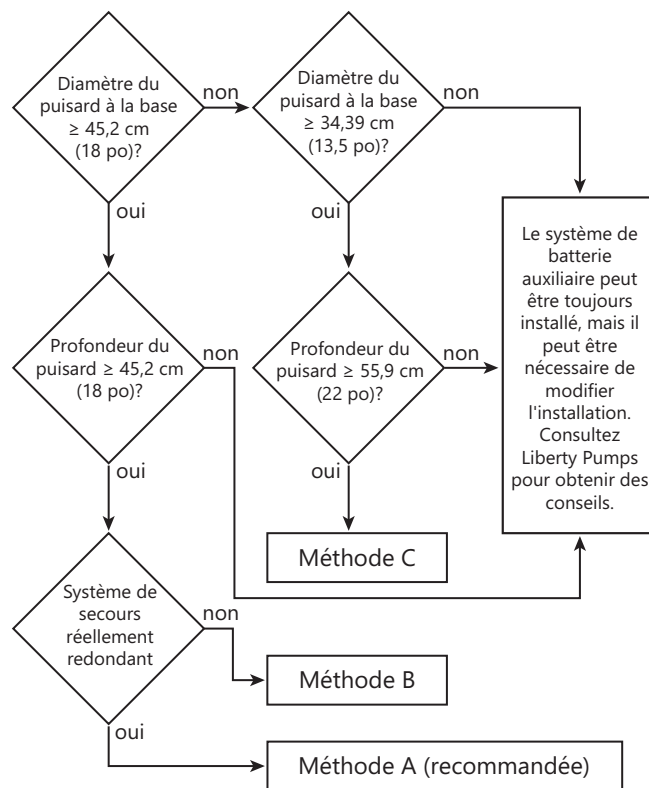 Diamètre du
puisard à la base
≥ 45,2 cm
(18 po)?
non
Diamètre du
puisard à la base
≥ 34,39 cm
(13,5 po)?
non
oui
oui
Le système de
batterie
auxiliaire peut
être toujours
installé, mais il
peut être
nécessaire de
modifier
l'installation.
Consultez
Liberty Pumps
pour obtenir des
conseils.
Profondeur du
puisard ≥ 45,2 cm
(18 po)?
non
Profondeur du
puisard ≥ 55,9 cm
(22 po)?
non
oui
oui
Méthode C
Système de
secours
réellement
redondant
non
Méthode B
oui
Méthode A (recommandée)